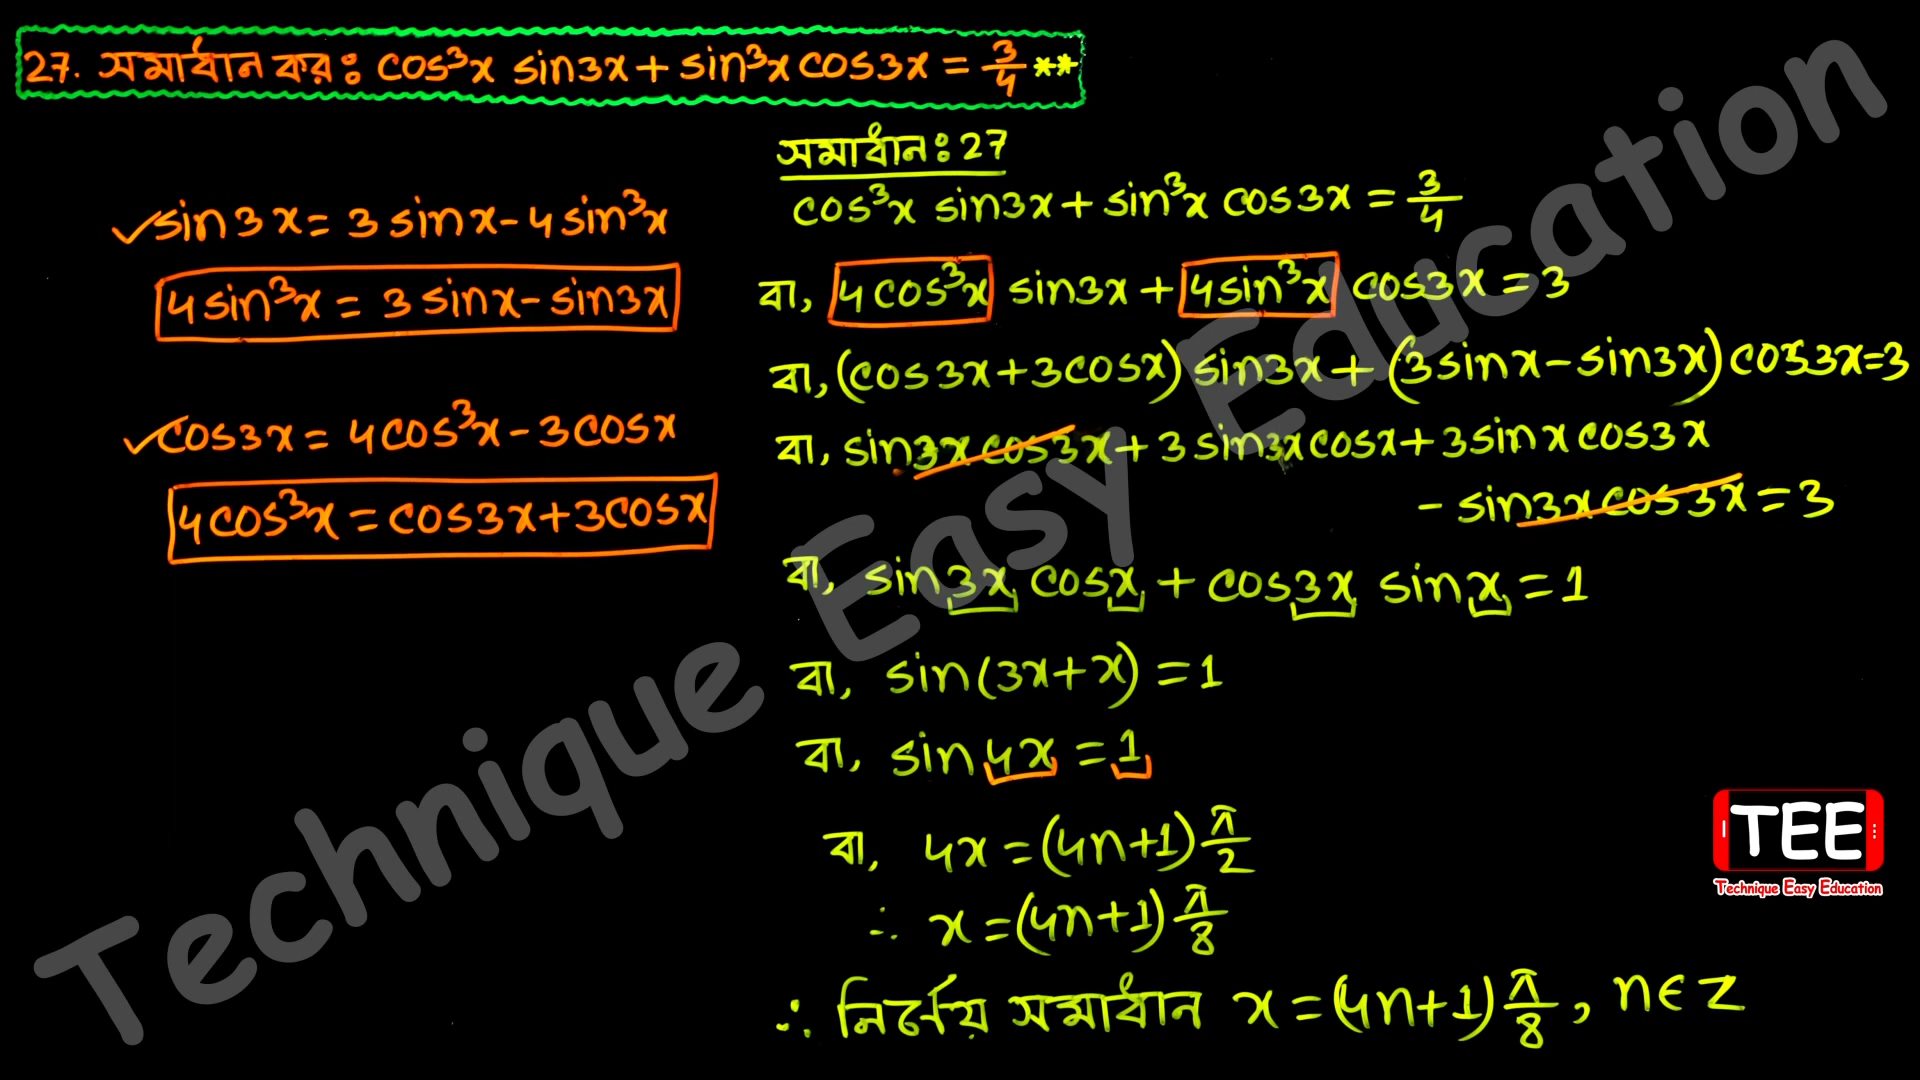 27. সমাধান কর: cos³x sin3x + sin³x cos3x = 3/4 **
✓sin3x = 3sinx - 4sin³x
4sin³x = 3sinx - sin3x
✓cos3x = 4cos³x - 3cosx
4cos³x = cos3x + 3cosx
সমাধান: 27
cos³x sin3x + sin³x cos3x = 3/4
বা, 4cos³x sin3x + 4sin³x cos3x = 3
বা, (cos3x + 3cosx) sin3x + (3sinx - sin3x) cos3x = 3
বা, sin3x cos3x + 3sin3x cosx + 3sinx cos3x
- sin3x cos3x = 3
বা, sin3x cosx + cos3x sinx = 1
বা, sin(3x + x) = 1
বা, sin4x = 1
বা, 4x = (4n+1) π/2
∴ x = (4n+1) π/8
∴ নির্ণেয় সমাধান x = (4n+1) π/8, n ∈ Z
Technique Easy Education
TEE
Technique Easy Education